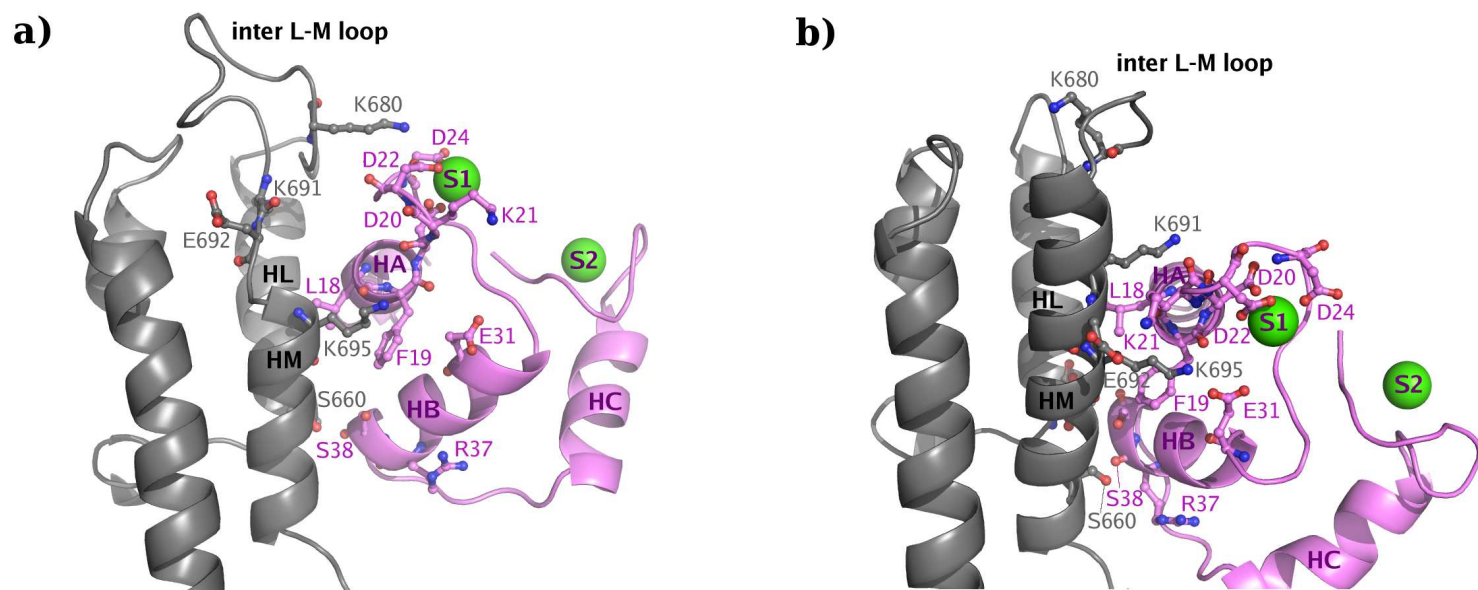 a)
inter L-M loop
K680
D24
D22
S1
K691
K21
D20
E692
HA
S2
HL
L18
K695
E31
HM
F19
S660
HB
HC
S38
R37
b)
inter L-M loop
K680
K691
HA
D20
HL
L18
D24
S1
K21
D22
E692
K695
S2
HM
F19
E31
HB
S38
R37
S660
HC